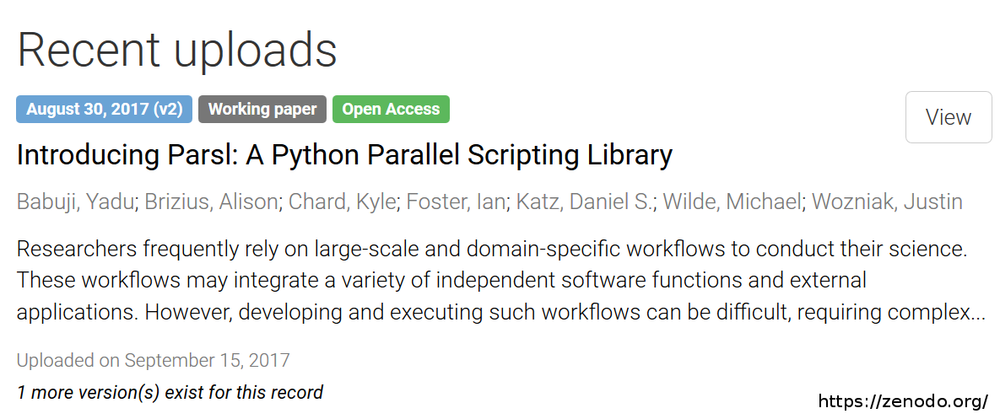 Recent uploads
August 30, 2017 (v2) Working paper Open Access
View
Introducing Parsl: A Python Parallel Scripting Library
Babuji, Yadu; Brizius, Alison; Chard, Kyle; Foster, Ian; Katz, Daniel S.; Wilde, Michael; Wozniak, Justin
Researchers frequently rely on large-scale and domain-specific workflows to conduct their science.
These workflows may integrate a variety of independent software functions and external
applications. However, developing and executing such workflows can be difficult, requiring complex...
Uploaded on September 15, 2017
1 more version(s) exist for this record
https://zenodo.org/